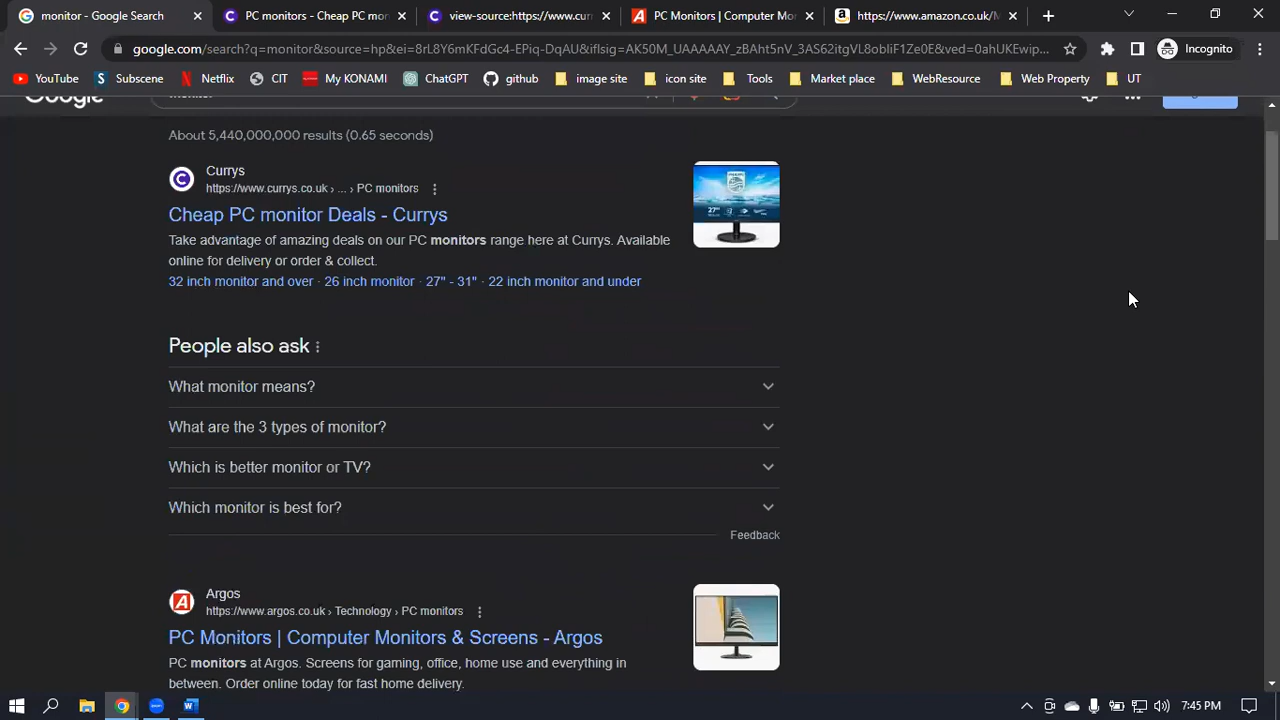 monitor - Google Search
PC monitors - Cheap PC mon
view-source:https://www.curr
PC Monitors | Computer Mon
https://www.amazon.co.uk/M
google.com/search?q=monitor&source=hp&ei=8rL8Y6mKFdGc4-EPiq-DqAU&iflsig=AK50M_UAAAAAY_zBAht5nV_3AS62itgVL8obliF1Ze0E&ved=0ahUKEwip...
Incognito
YouTube
Subscene
Netflix
CIT
My KONAMI
ChatGPT
github
image site
icon site
Tools
Market place
WebResource
Web Property
UT
Google
About 5,440,000,000 results (0.65 seconds)
Currys
https://www.currys.co.uk › ... › PC monitors
Cheap PC monitor Deals - Currys
Take advantage of amazing deals on our PC monitors range here at Currys. Available
online for delivery or order & collect.
32 inch monitor and over · 26 inch monitor · 27" - 31" · 22 inch monitor and under
People also ask
What monitor means?
What are the 3 types of monitor?
Which is better monitor or TV?
Which monitor is best for?
Feedback
Argos
https://www.argos.co.uk › Technology › PC monitors
PC Monitors | Computer Monitors & Screens - Argos
PC monitors at Argos. Screens for gaming, office, home use and everything in
between. Order online today for fast home delivery.
7:45 PM